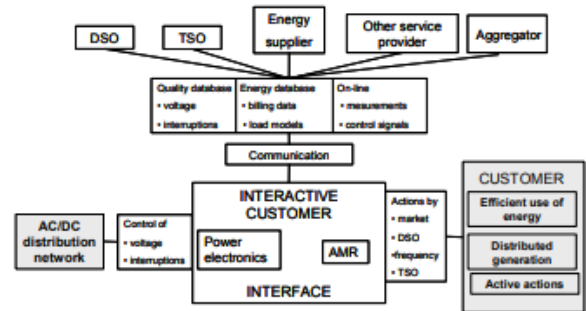 DSO
TSO
Energy
supplier
Other service
provider
Aggregator
Quality database
▪ voltage
▪ interruptions
Energy database
▪ billing data
▪ load models
On-line
▪ mesurements
▪ control signals
Communication
AC/DC
distribution
network
Control of
▪ voltage
▪ interruptions
INTERACTIVE
CUSTOMER
Power
electronics
AMR
INTERFACE
Actions by
▪ market
▪ DSO
▪frequency
▪ TSO
CUSTOMER
Efficient use of
energy
Distributed
generation
Active actions